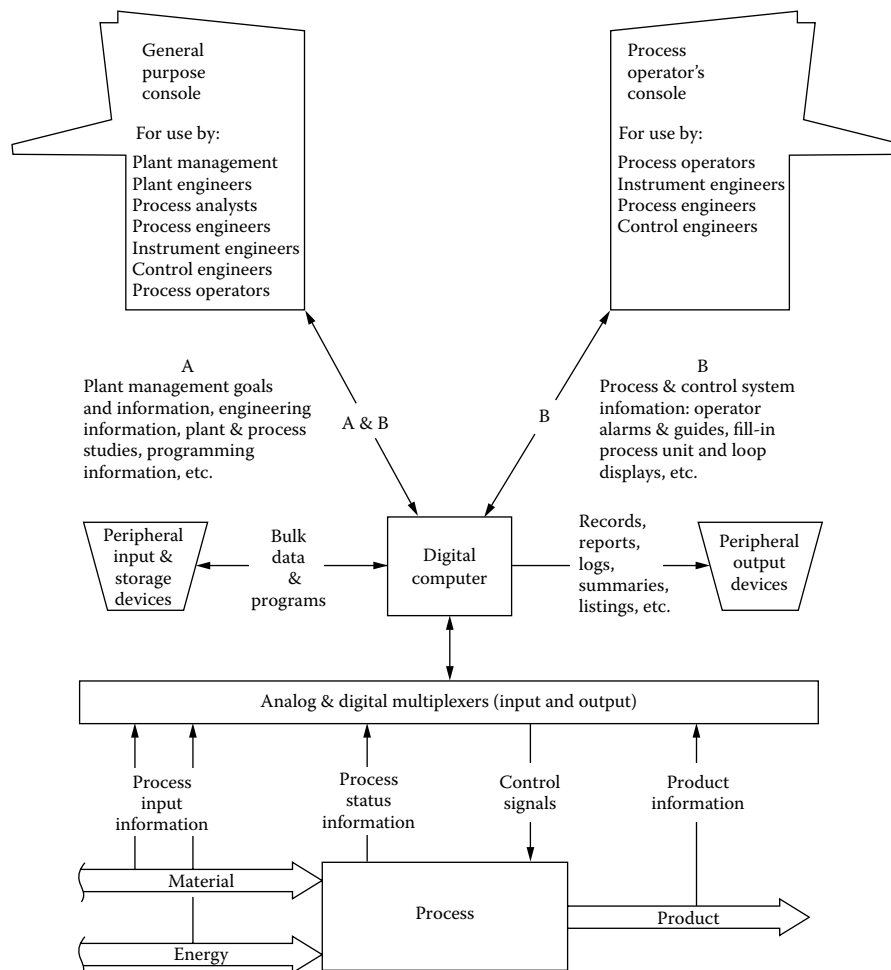 General
purpose
console
For use by:
Plant management
Plant engineers
Process analysts
Process engineers
Instrument engineers
Control engineers
Process operators
Process
operator's
console
For use by:
Process operators
Instrument engineers
Process engineers
Control engineers
A
Plant management goals
and information, engineering
information, plant & process
studies, programming
information, etc.
A & B
B
B
Process & control system
infomation: operator
alarms & guides, fill-in
process unit and loop
displays, etc.
Peripheral
input &
storage
devices
Bulk
data
&
programs
Digital
computer
Records,
reports,
logs,
summaries,
listings, etc.
Peripheral
output
devices
Analog & digital multiplexers (input and output)
Process
input
information
Process
status
information
Control
signals
Product
information
Material
Energy
Process
Product